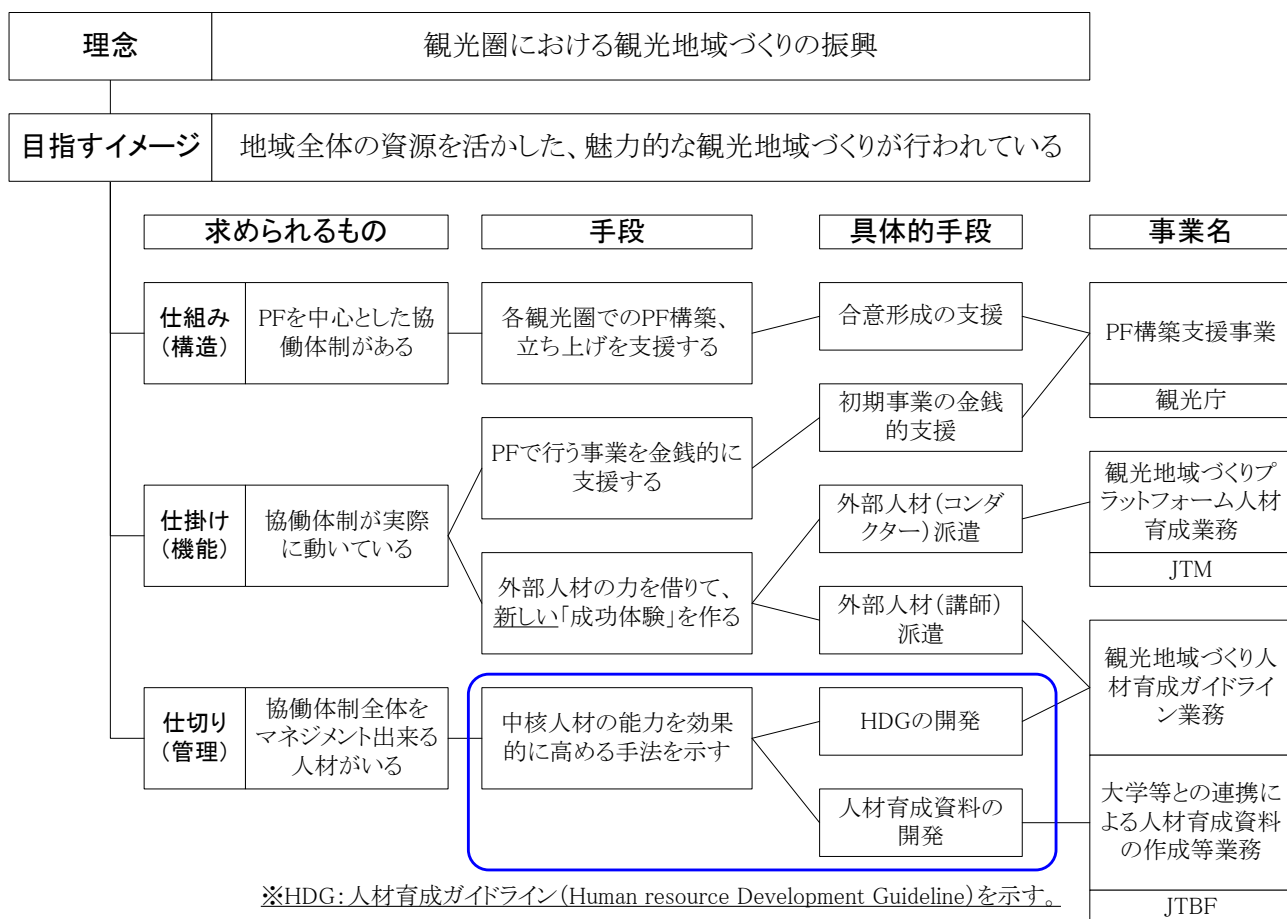 理念
観光圏における観光地域づくりの振興
目指すイメージ
地域全体の資源を活かした、魅力的な観光地域づくりが行われている
求められるもの
手段
具体的手段
事業名
仕組み
（構造）
PFを中心とした協
働体制がある
各観光圏でのPF構築、
立ち上げを支援する
合意形成の支援
初期事業の金銭
的支援
PF構築支援事業
観光庁
仕掛け
（機能）
協働体制が実際
に動いている
PFで行う事業を金銭的に
支援する
外部人材の力を借りて、
新しい「成功体験」を作る
外部人材（コンダ
クター）派遣
外部人材（講師）
派遣
観光地域づくりプ
ラットフォーム人材
育成業務
JTM
仕切り
（管理）
協働体制全体を
マネジメント出来る
人材がいる
中核人材の能力を効果
的に高める手法を示す
HDGの開発
人材育成資料の
開発
観光地域づくり人
材育成ガイドライ
ン業務
大学等との連携に
よる人材育成資料
の作成等業務
JTBF
※HDG：人材育成ガイドライン（Human resource Development Guideline）を示す。